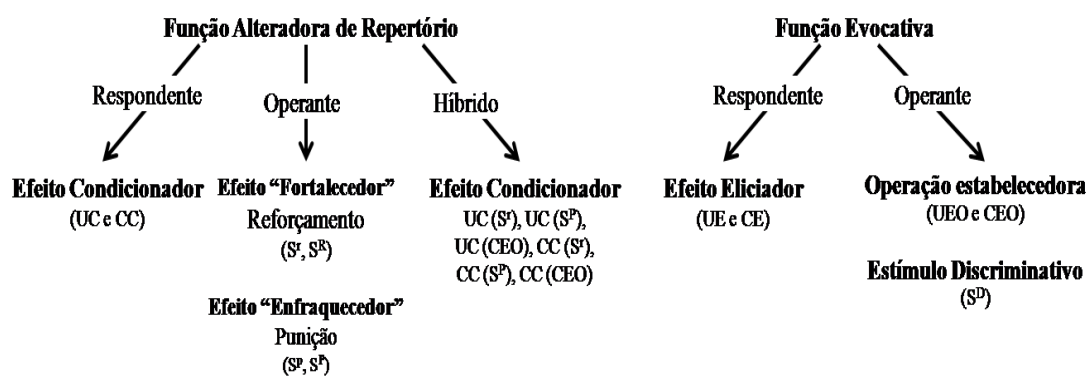 Função Alteradora de Repertório
Respondente
Operante
Híbrido
Efeito Condicionador
(UC e CC)
Efeito “Fortalecedor”
Reforçamento
(Sʳ, Sᴿ)
Efeito “Enfraquecedor”
Punição
(Sᵖ, Sᴾ)
Efeito Condicionador
UC (Sʳ), UC (Sᴾ),
UC (CEO), CC (Sʳ),
CC (Sᴾ), CC (CEO)
Função Evocativa
Respondente
Operante
Efeito Eliciador
(UE e CE)
Operação estabelecedora
(UEO e CEO)
Estímulo Discriminativo
(Sᴰ)